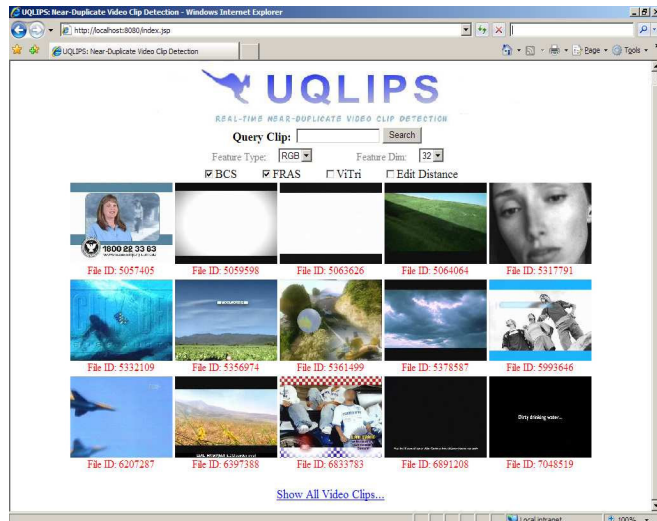 UQLIPS: Near-Duplicate Video Clip Detection - Windows Internet Explorer
http://localhost:8080/index.jsp
UQLIPS: Near-Duplicate Video Clip Detection
Page Tools
UQLIPS
REAL-TIME NEAR-DUPLICATE VIDEO CLIP DETECTION
Query Clip: Search
Feature Type: RGB Feature Dim: 32
BCS FRAS ViTri Edit Distance
1800 22 33 63
File ID: 5057405 File ID: 5059598 File ID: 5063626 File ID: 5064064 File ID: 5317791
File ID: 5332109 File ID: 5356974 File ID: 5361499 File ID: 5378587 File ID: 5993646
Dirty drinking water...
File ID: 6207287 File ID: 6397388 File ID: 6833783 File ID: 6891208 File ID: 7048519
Show All Video Clips...
Local intranet 100%